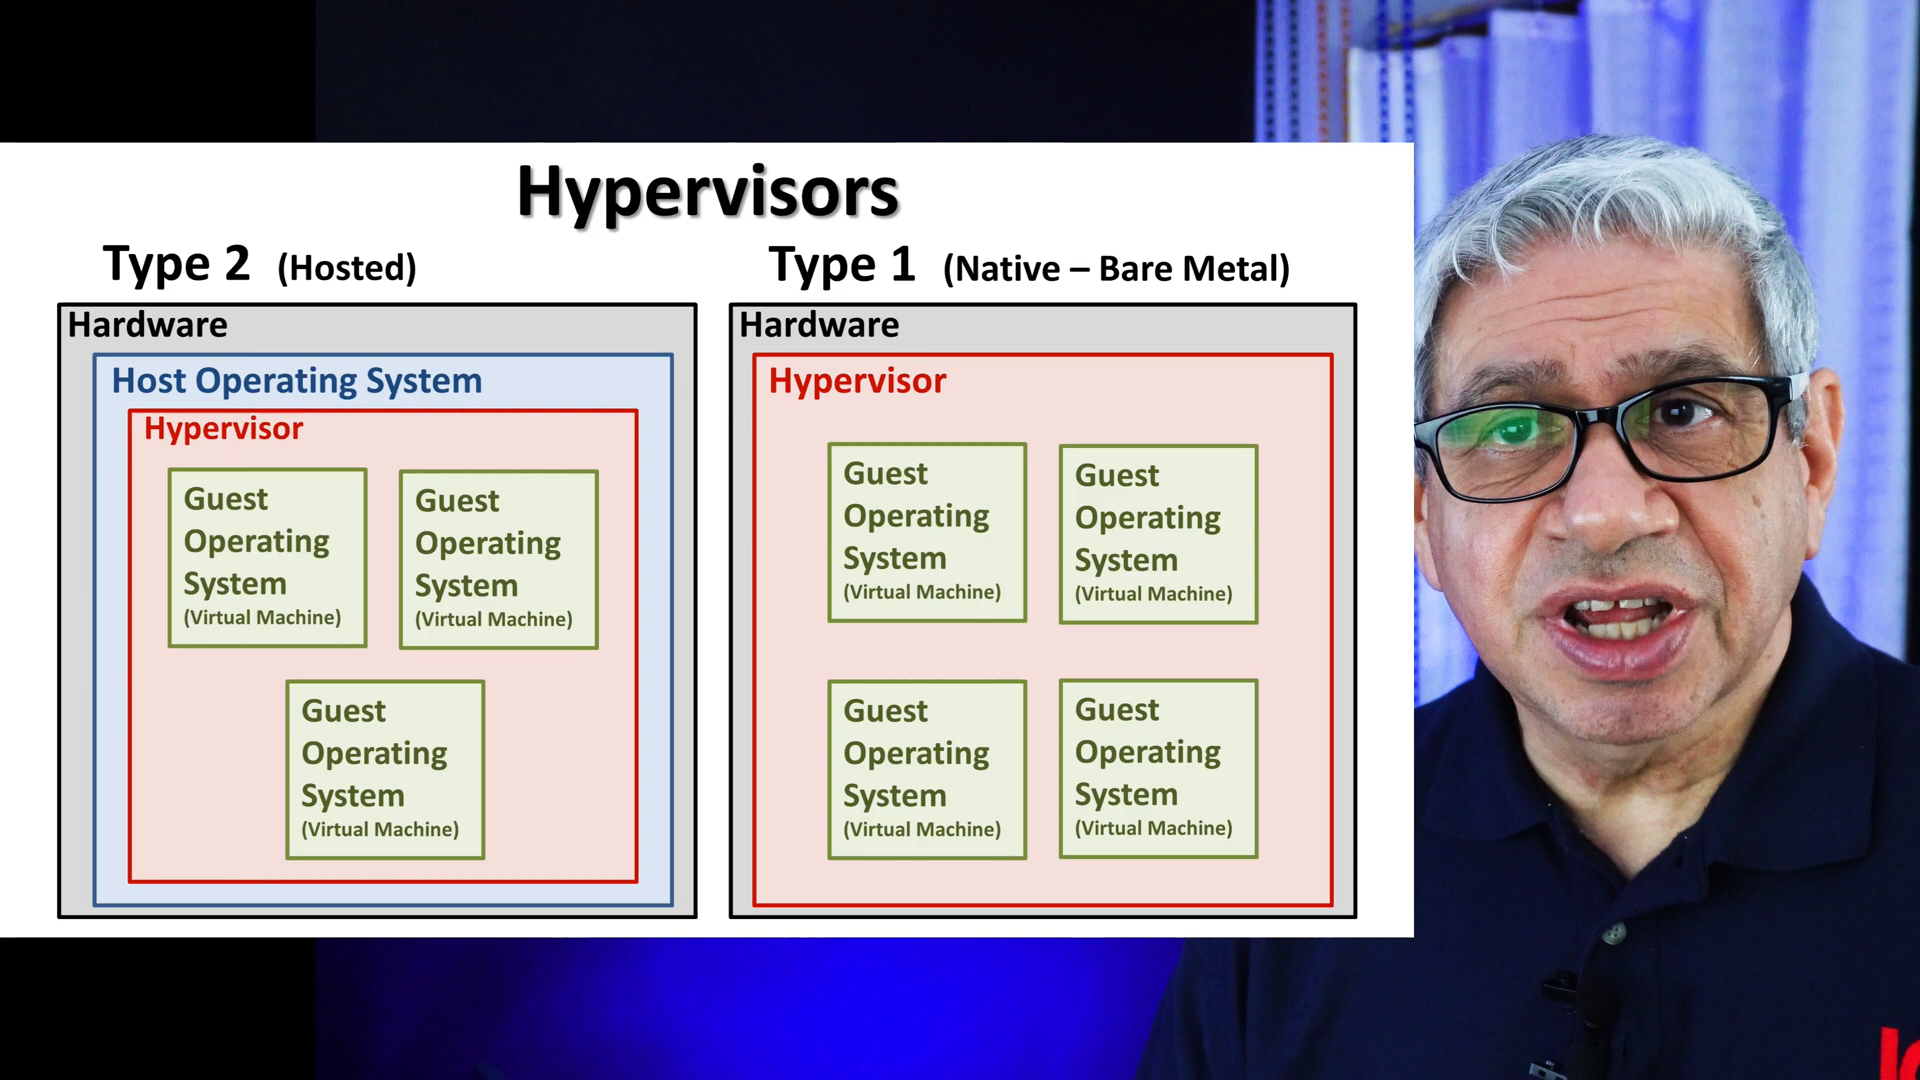 Hypervisors
Type 2 (Hosted)
Hardware
Host Operating System
Hypervisor
Guest
Operating
System
(Virtual Machine)
Guest
Operating
System
(Virtual Machine)
Guest
Operating
System
(Virtual Machine)
Type 1 (Native – Bare Metal)
Hardware
Hypervisor
Guest
Operating
System
(Virtual Machine)
Guest
Operating
System
(Virtual Machine)
Guest
Operating
System
(Virtual Machine)
Guest
Operating
System
(Virtual Machine)